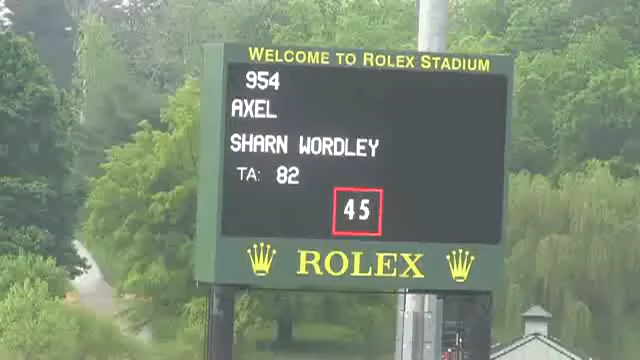 WELCOME TO ROLEX STADIUM
954
AXEL
SHARN WORDLEY
TA: 82
45
ROLEX